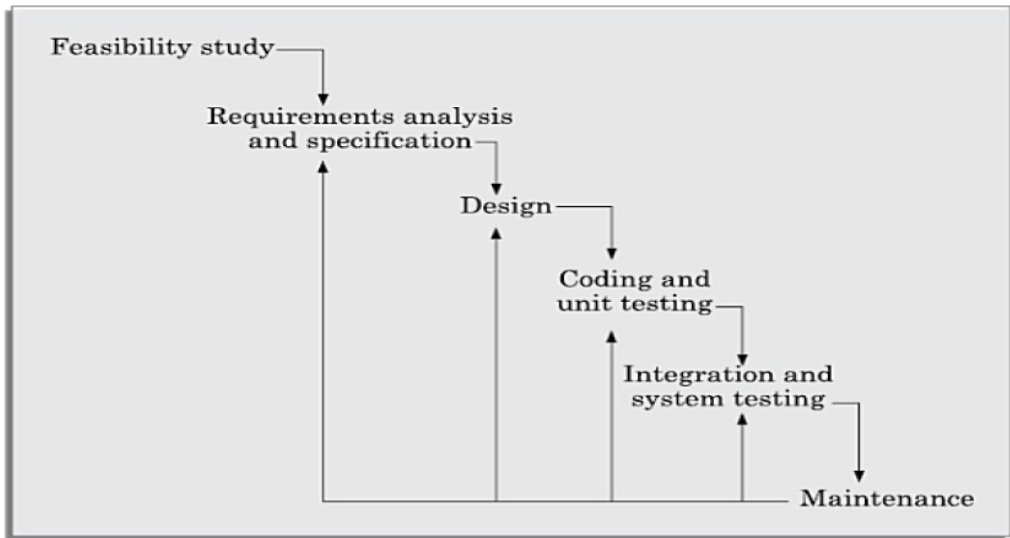 Feasibility study
Requirements analysis
and specification
Design
Coding and
unit testing
Integration and
system testing
Maintenance